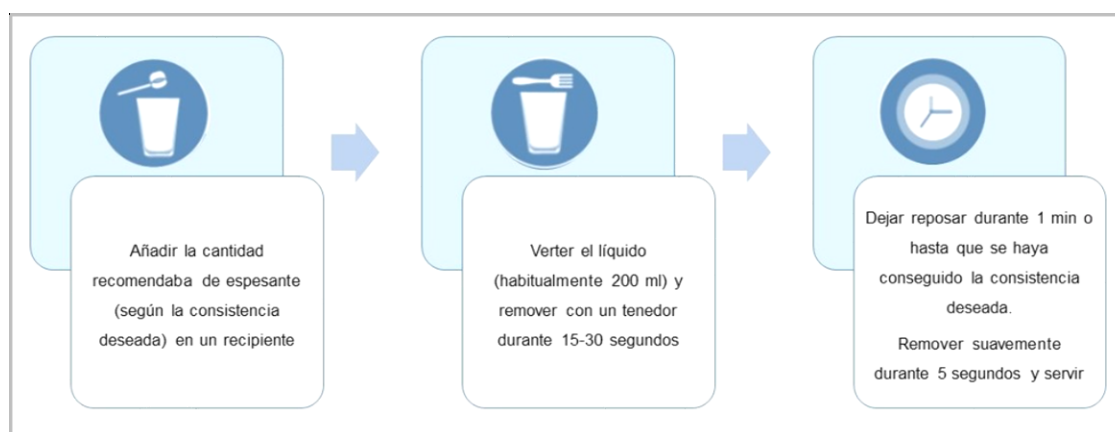 Añadir la cantidad
recomendaba de espesante
(según la consistencia
deseada) en un recipiente
Verter el líquido
(habitualmente 200 ml) y
remover con un tenedor
durante 15-30 segundos
Dejar reposar durante 1 min o
hasta que se haya
conseguido la consistencia
deseada.
Remover suavemente
durante 5 segundos y servir